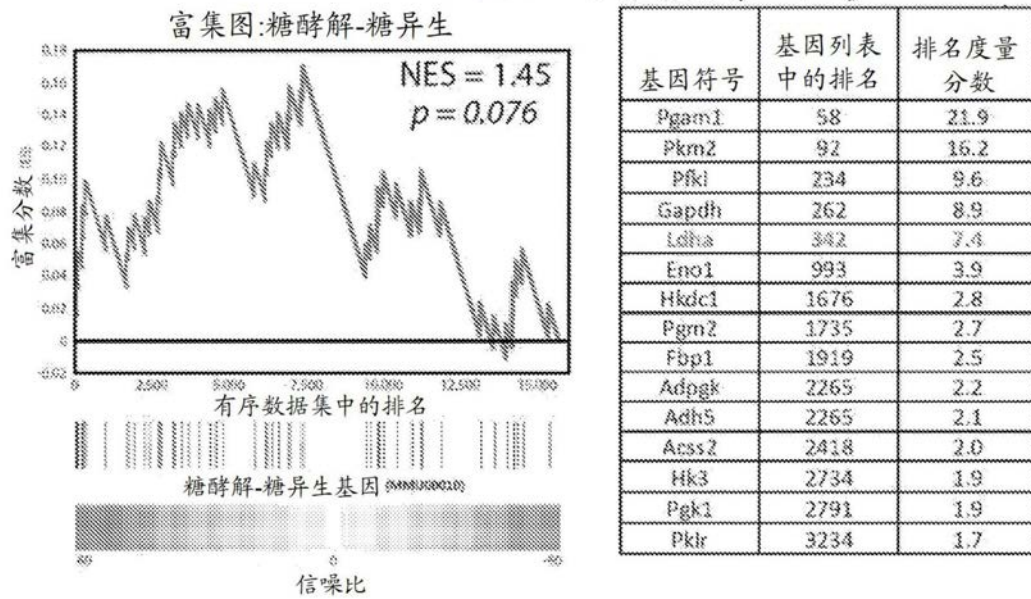 富集图:糖酵解-糖异生
NES = 1.45
p = 0.076
富集分数
0.18
0.16
0.14
0.12
0.10
0.08
0.06
0.04
0.02
0
-0.02
0
2,500
5,000
7,500
10,000
12,500
15,000
有序数据集中的排名
糖酵解-糖异生基因
0
信噪比
基因符号 基因列表中的排名 排名度量分数
Pgam1 58 21.9
Pkm2 92 16.2
Pfkl 234 9.6
Gapdh 262 8.9
Ldha 342 7.4
Eno1 993 3.9
Hkdc1 1676 2.8
Pgm2 1735 2.7
Fbp1 1919 2.5
Adpgk 2265 2.2
Adh5 2265 2.1
Acss2 2418 2.0
Hk3 2734 1.9
Pgk1 2791 1.9
Pklr 3234 1.7